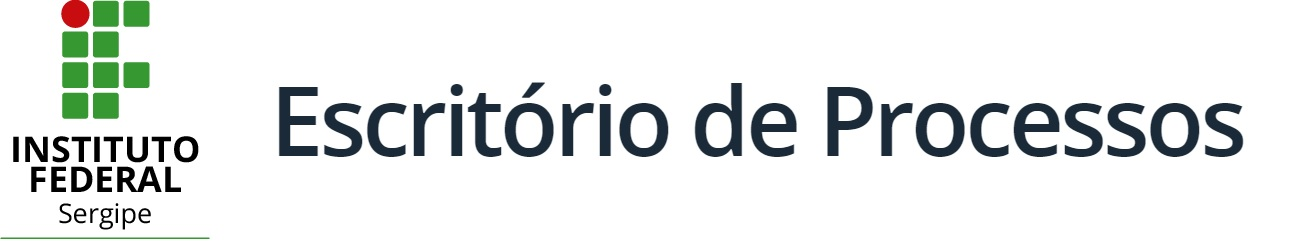 INSTITUTO
FEDERAL
Sergipe
Escritório de Processos